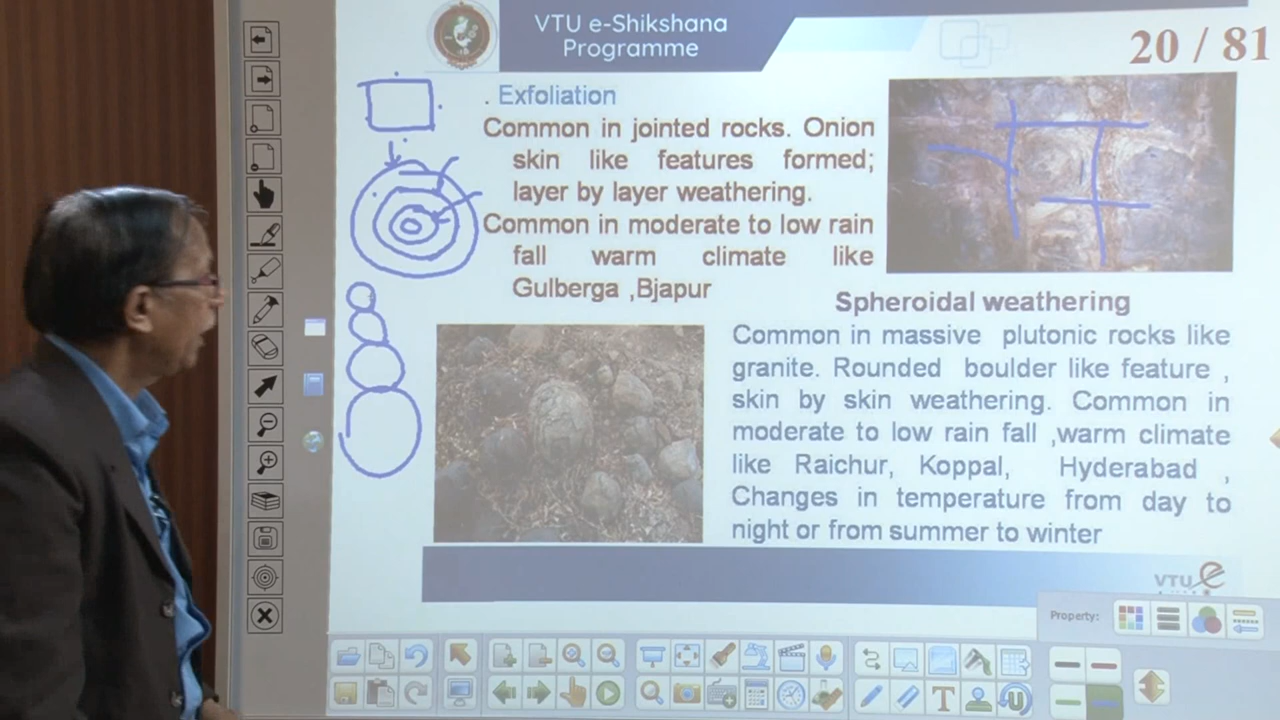 VTU e-Shikshana
Programme
20 / 81
. Exfoliation
Common in jointed rocks. Onion
skin like features formed;
layer by layer weathering.
Common in moderate to low rain
fall warm climate like
Gulberga ,Bjapur
Spheroidal weathering
Common in massive plutonic rocks like
granite. Rounded boulder like feature ,
skin by skin weathering. Common in
moderate to low rain fall ,warm climate
like Raichur, Koppal, Hyderabad ,
Changes in temperature from day to
night or from summer to winter
VTU e
Property: